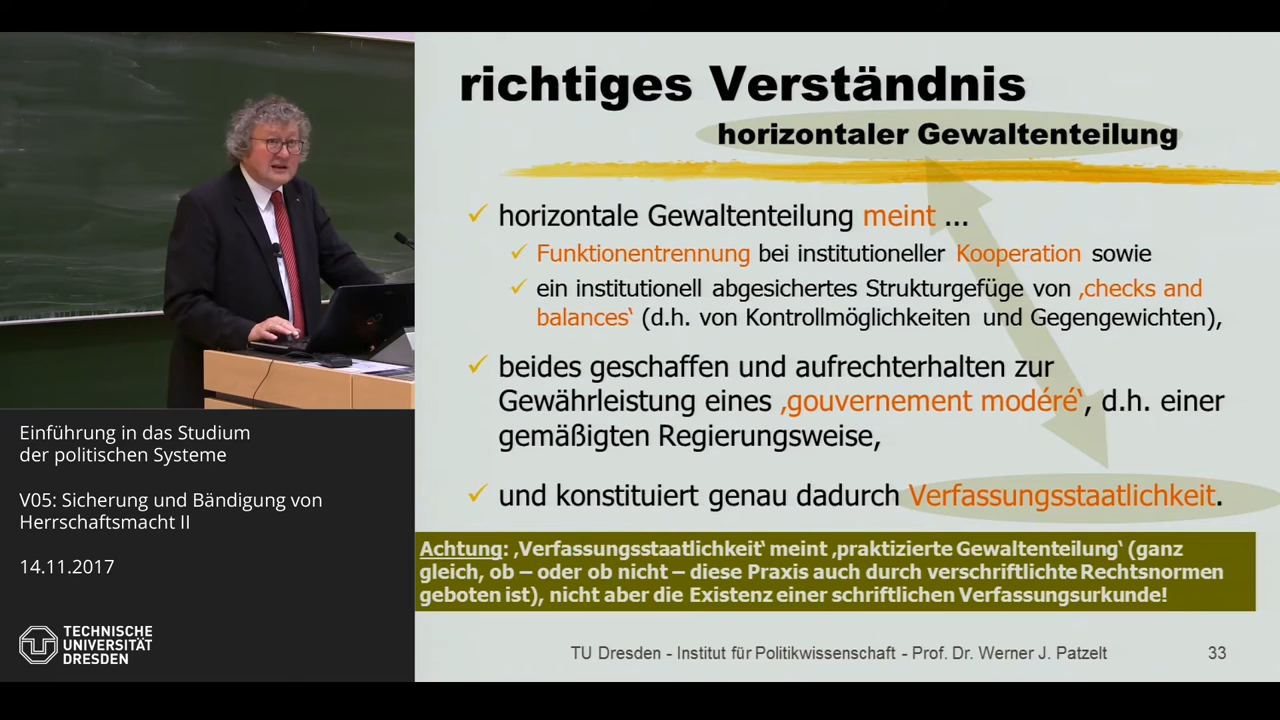 richtiges Verständnis
horizontaler Gewaltenteilung
horizontale Gewaltenteilung meint ...
Funktionentrennung bei institutioneller Kooperation sowie
ein institutionell abgesichertes Strukturgefüge von ‚checks and
balances‘ (d.h. von Kontrollmöglichkeiten und Gegengewichten),
beides geschaffen und aufrechterhalten zur
Gewährleistung eines ‚gouvernement modéré‘, d.h. einer
gemäßigten Regierungsweise,
und konstituiert genau dadurch Verfassungsstaatlichkeit.
Achtung: ‚Verfassungsstaatlichkeit‘ meint ‚praktizierte Gewaltenteilung‘ (ganz
gleich, ob – oder ob nicht – diese Praxis auch durch verschriftlichte Rechtsnormen
geboten ist), nicht aber die Existenz einer schriftlichen Verfassungsurkunde!
TU Dresden - Institut für Politikwissenschaft - Prof. Dr. Werner J. Patzelt 33
Einführung in das Studium
der politischen Systeme
V05: Sicherung und Bändigung von
Herrschaftsmacht II
14.11.2017
TECHNISCHE
UNIVERSITÄT
DRESDEN